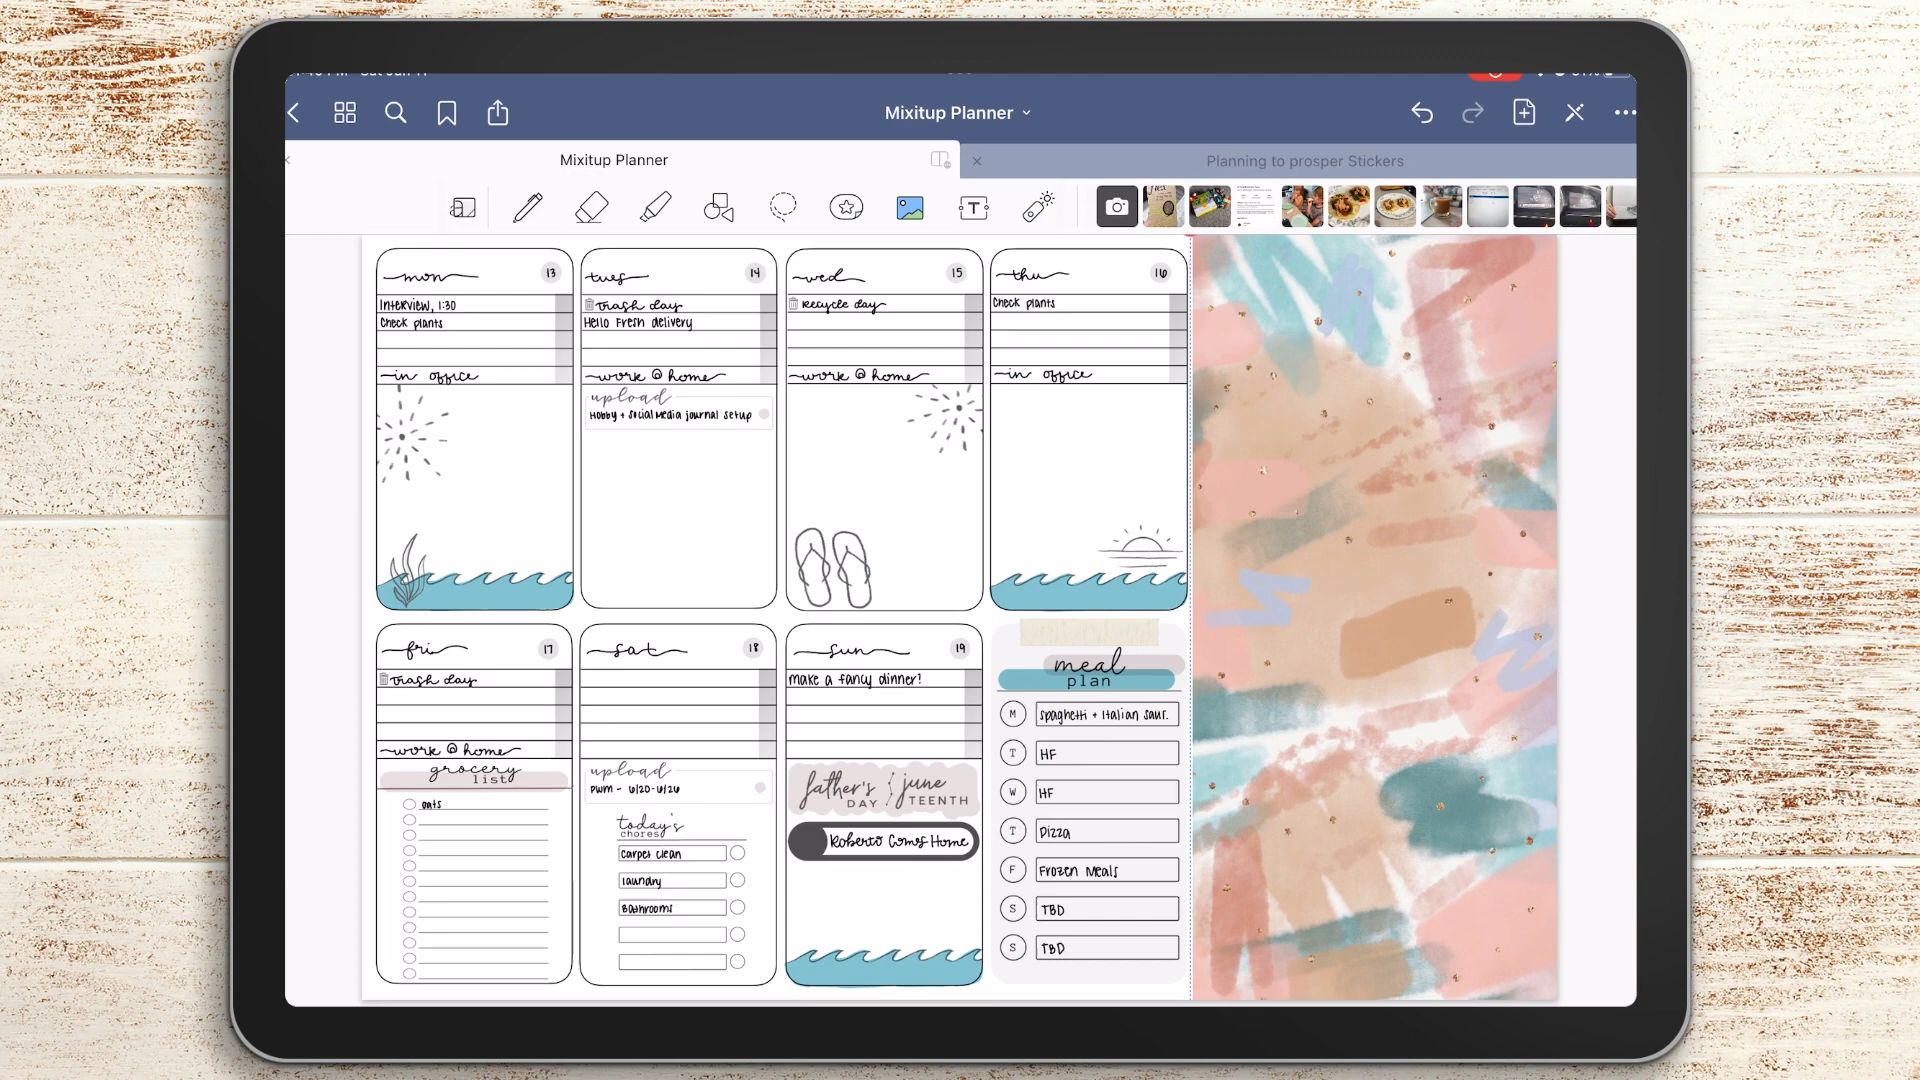 Mixitup Planner
Mixitup Planner
Planning to prosper Stickers
T
mon 13
Interview, 1:30
Check plants
in office
tues 14
Trash day
Hello Fresh delivery
work @ home
upload
Hobby + Social Media journal setup
wed 15
Recycle day
work @ home
thu 16
Check plants
in office
fri 17
Trash day
work @ home
grocery
list
oats
sat 18
upload
PWM - 6/20-6/26
today's
chores
carpet clean
laundry
Bathrooms
sun 19
make a fancy dinner!
father's DAY
june TEENTH
Roberto Comes Home
meal
plan
M spaghetti + Italian saus.
T HF
W HF
T Pizza
F Frozen Meals
S TBD
S TBD